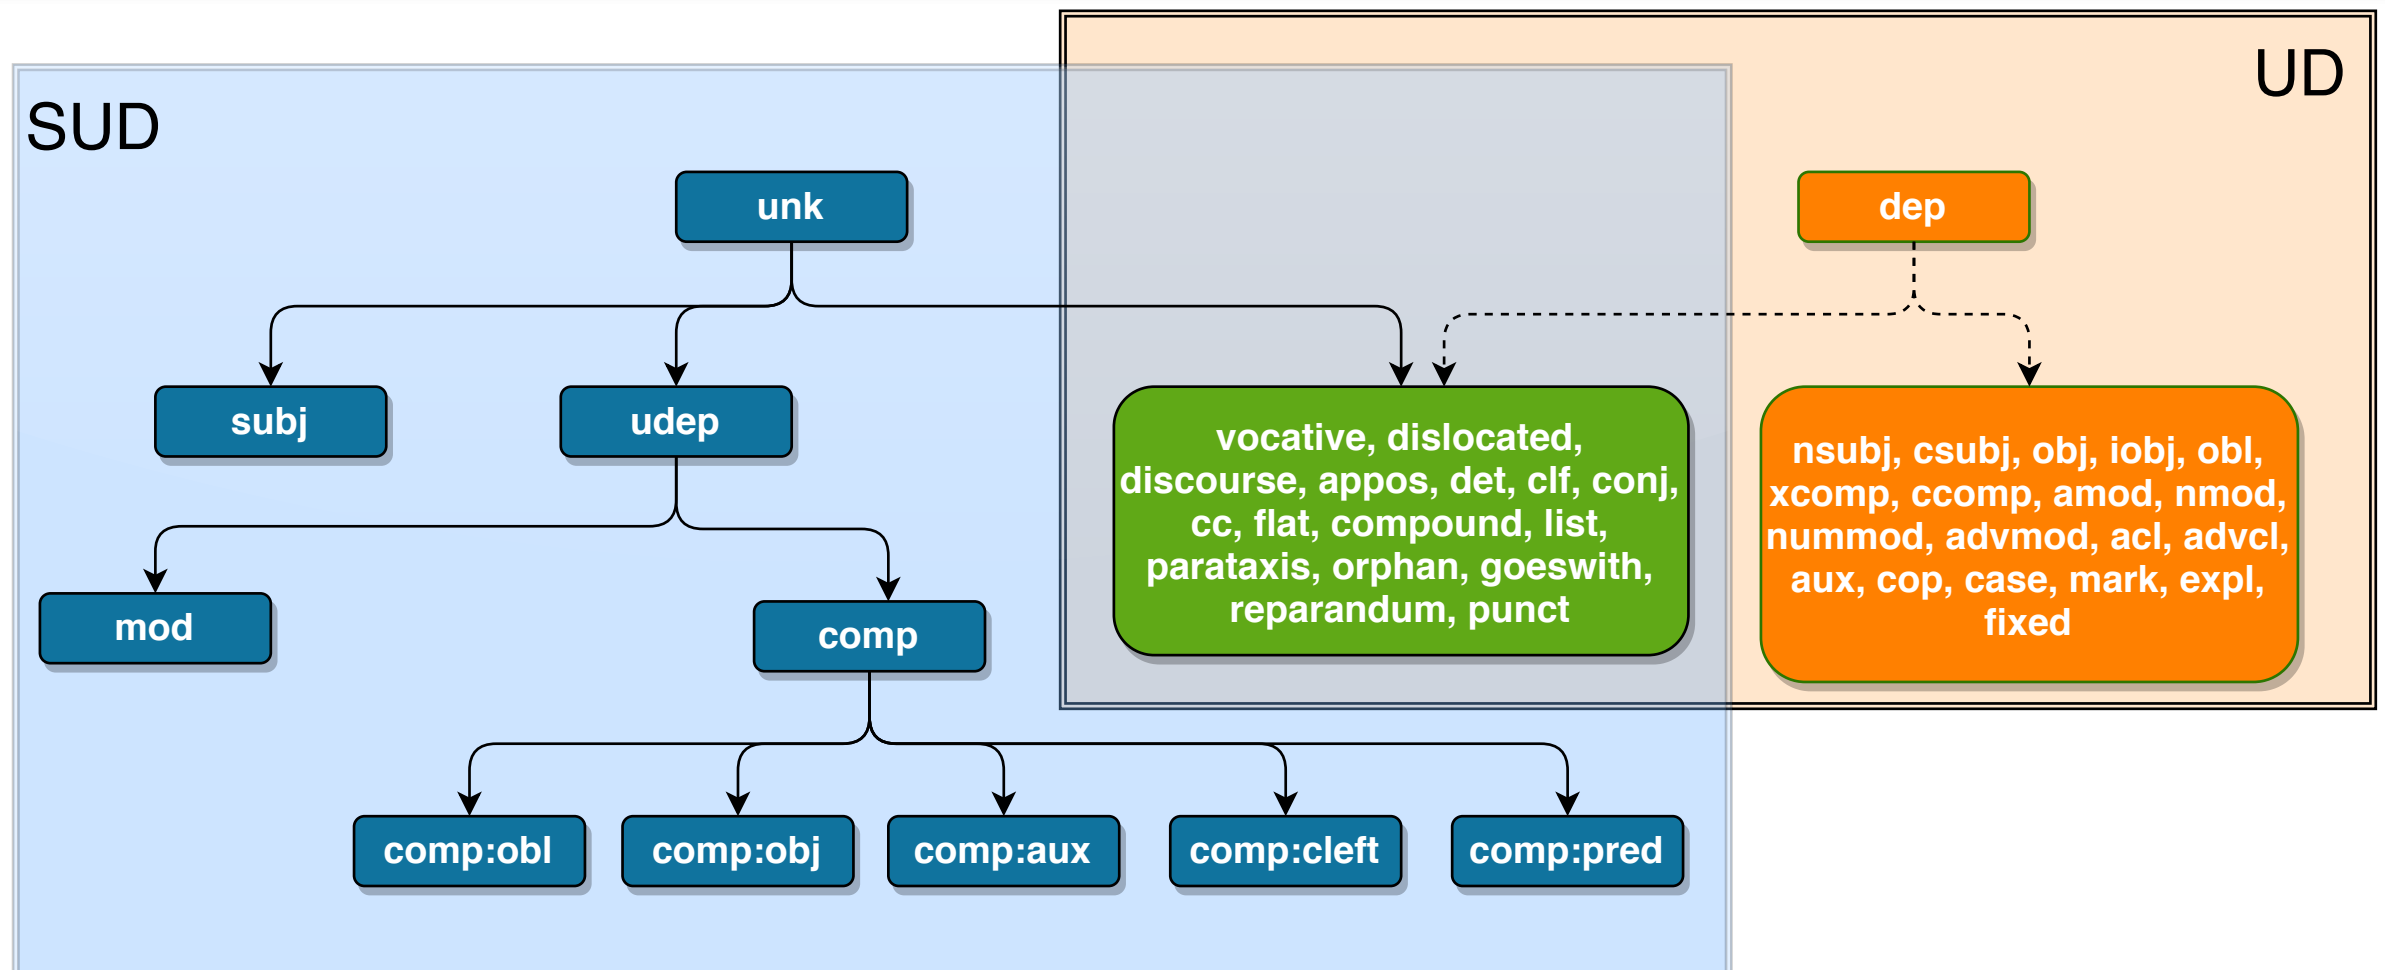 UD
SUD
unk
dep
subj
udep
vocative, dislocated,
discourse, appos, det, clf, conj,
cc, flat, compound, list,
parataxis, orphan, goeswith,
reparandum, punct
nsubj, csubj, obj, iobj, obl,
xcomp, ccomp, amod, nmod,
nummod, advmod, acl, advcl,
aux, cop, case, mark, expl,
fixed
mod
comp
comp:obl
comp:obj
comp:aux
comp:cleft
comp:pred